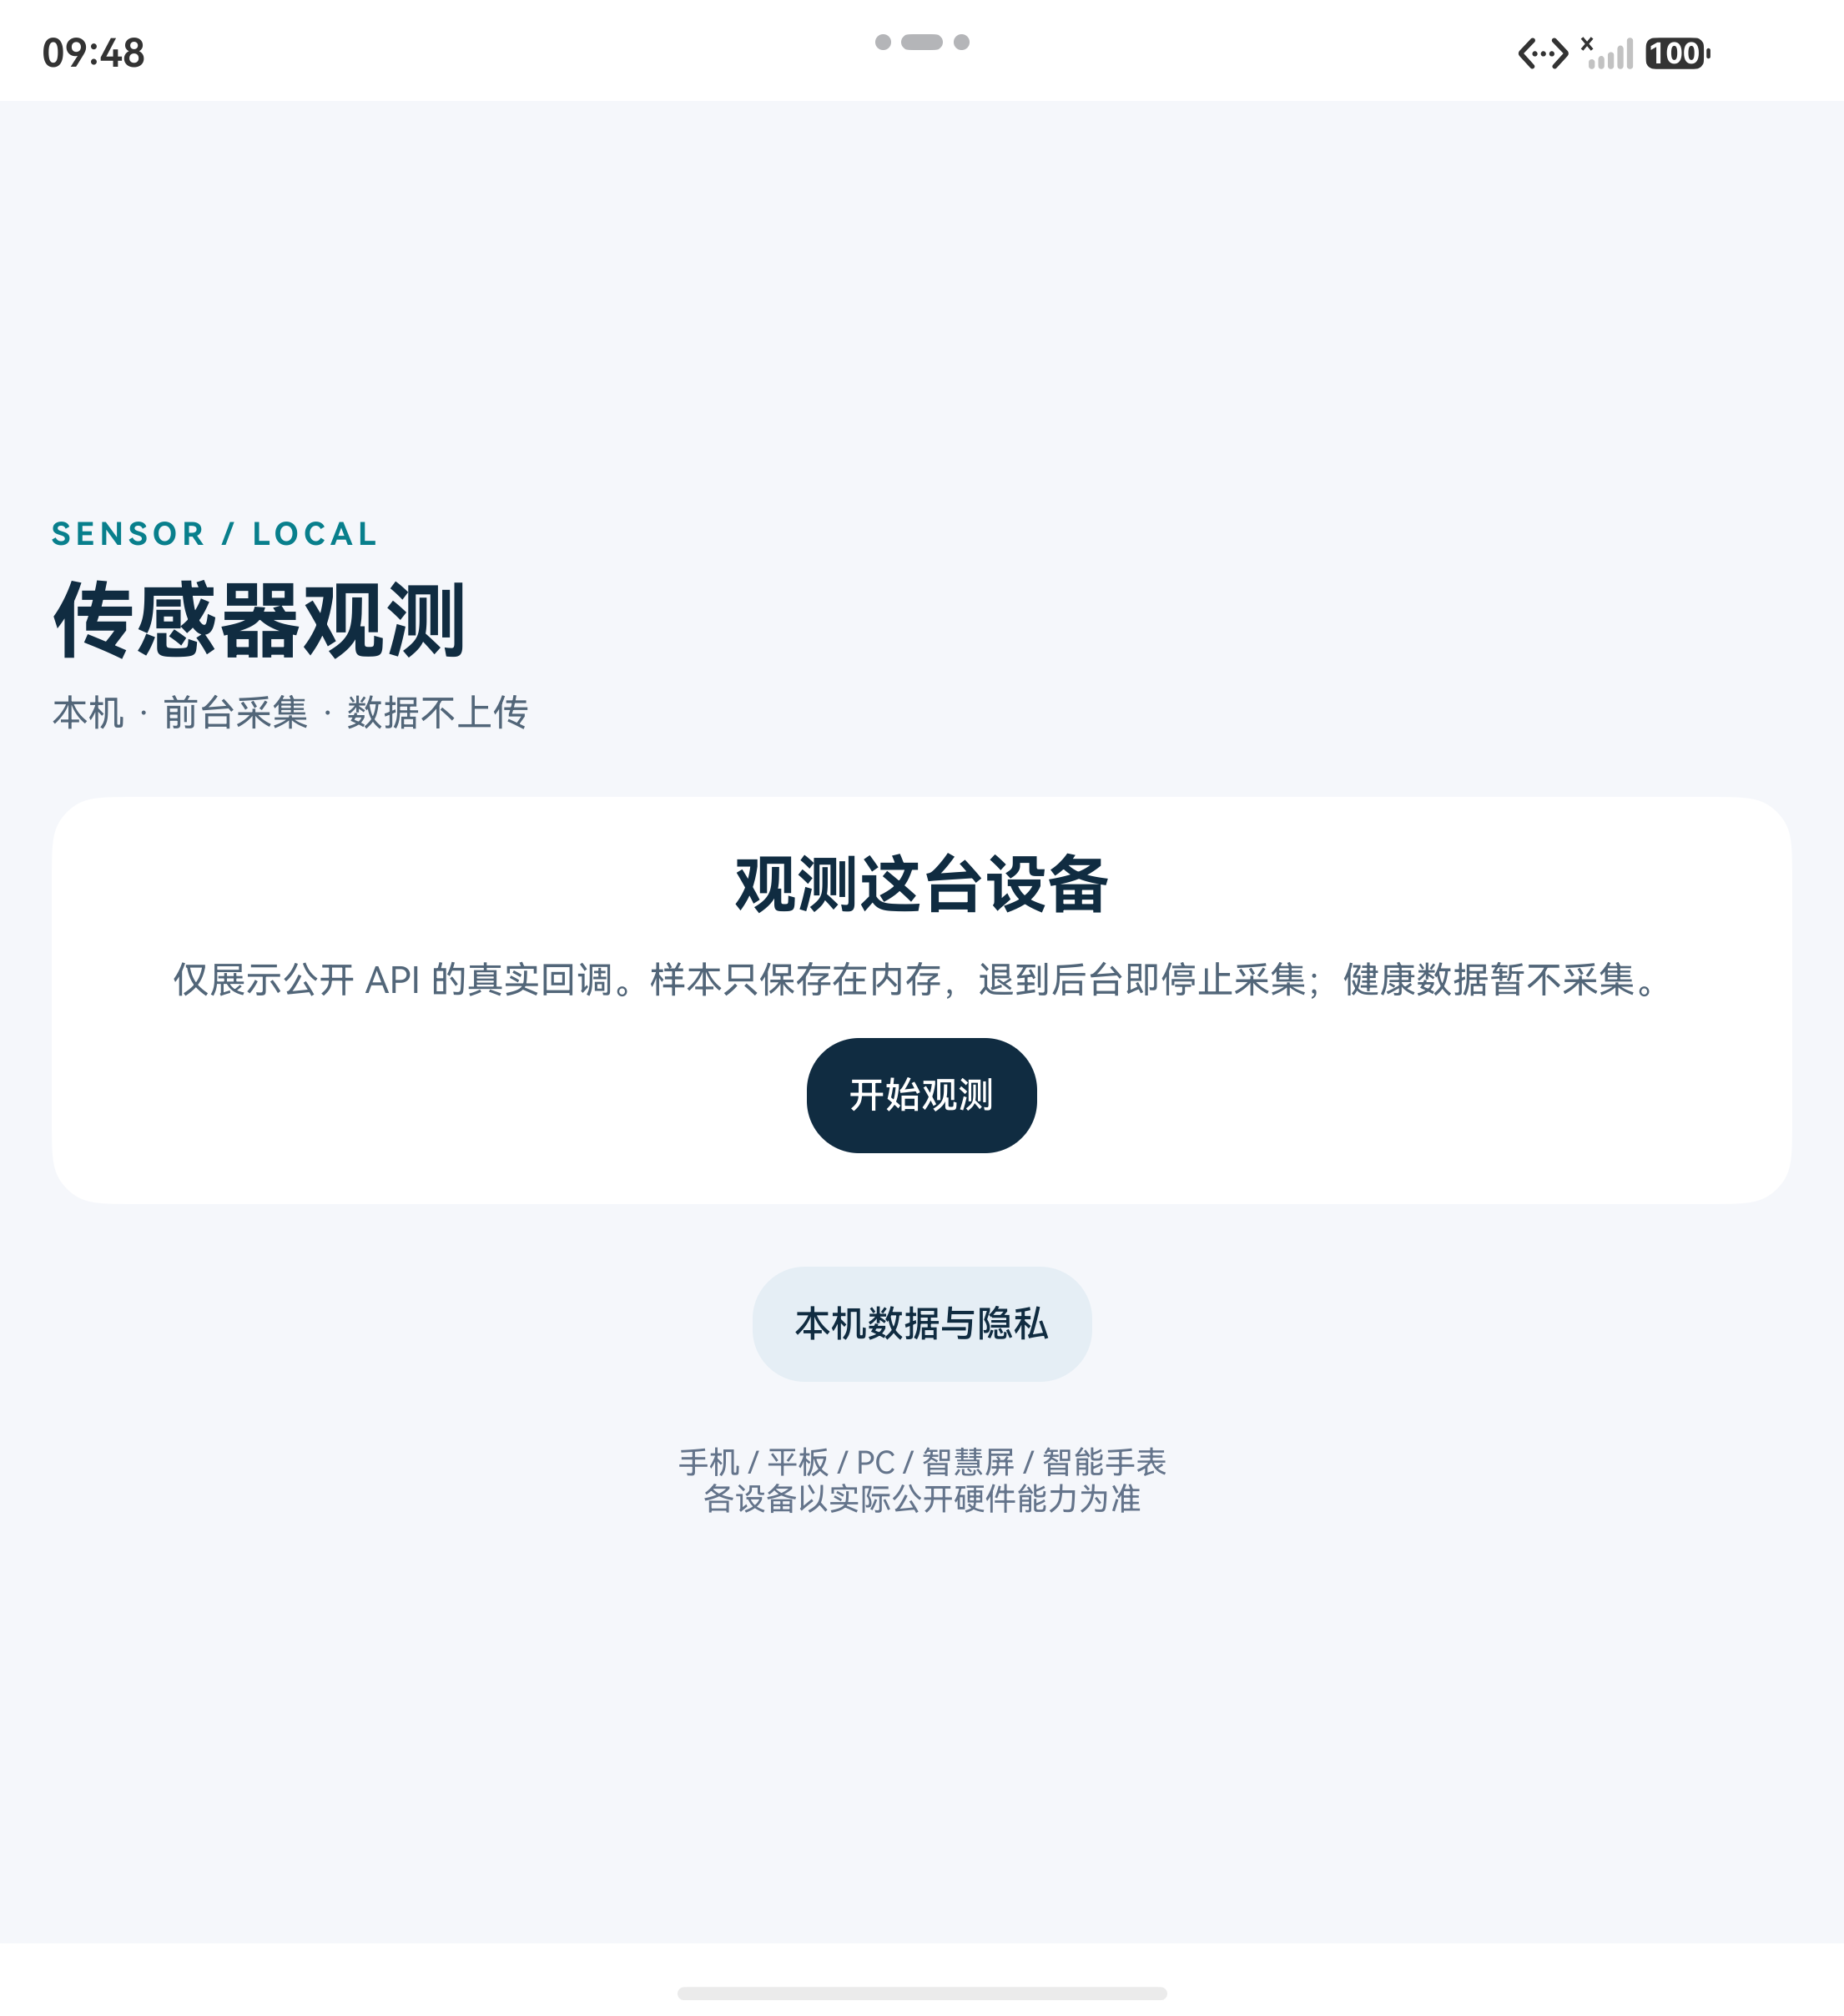 09:48
100
SENSOR / LOCAL
传感器观测
本机 · 前台采集 · 数据不上传
观测这台设备
仅展示公开 API 的真实回调。样本只保存在内存，退到后台即停止采集；健康数据暂不采集。
开始观测
本机数据与隐私
手机 / 平板 / PC / 智慧屏 / 智能手表
各设备以实际公开硬件能力为准